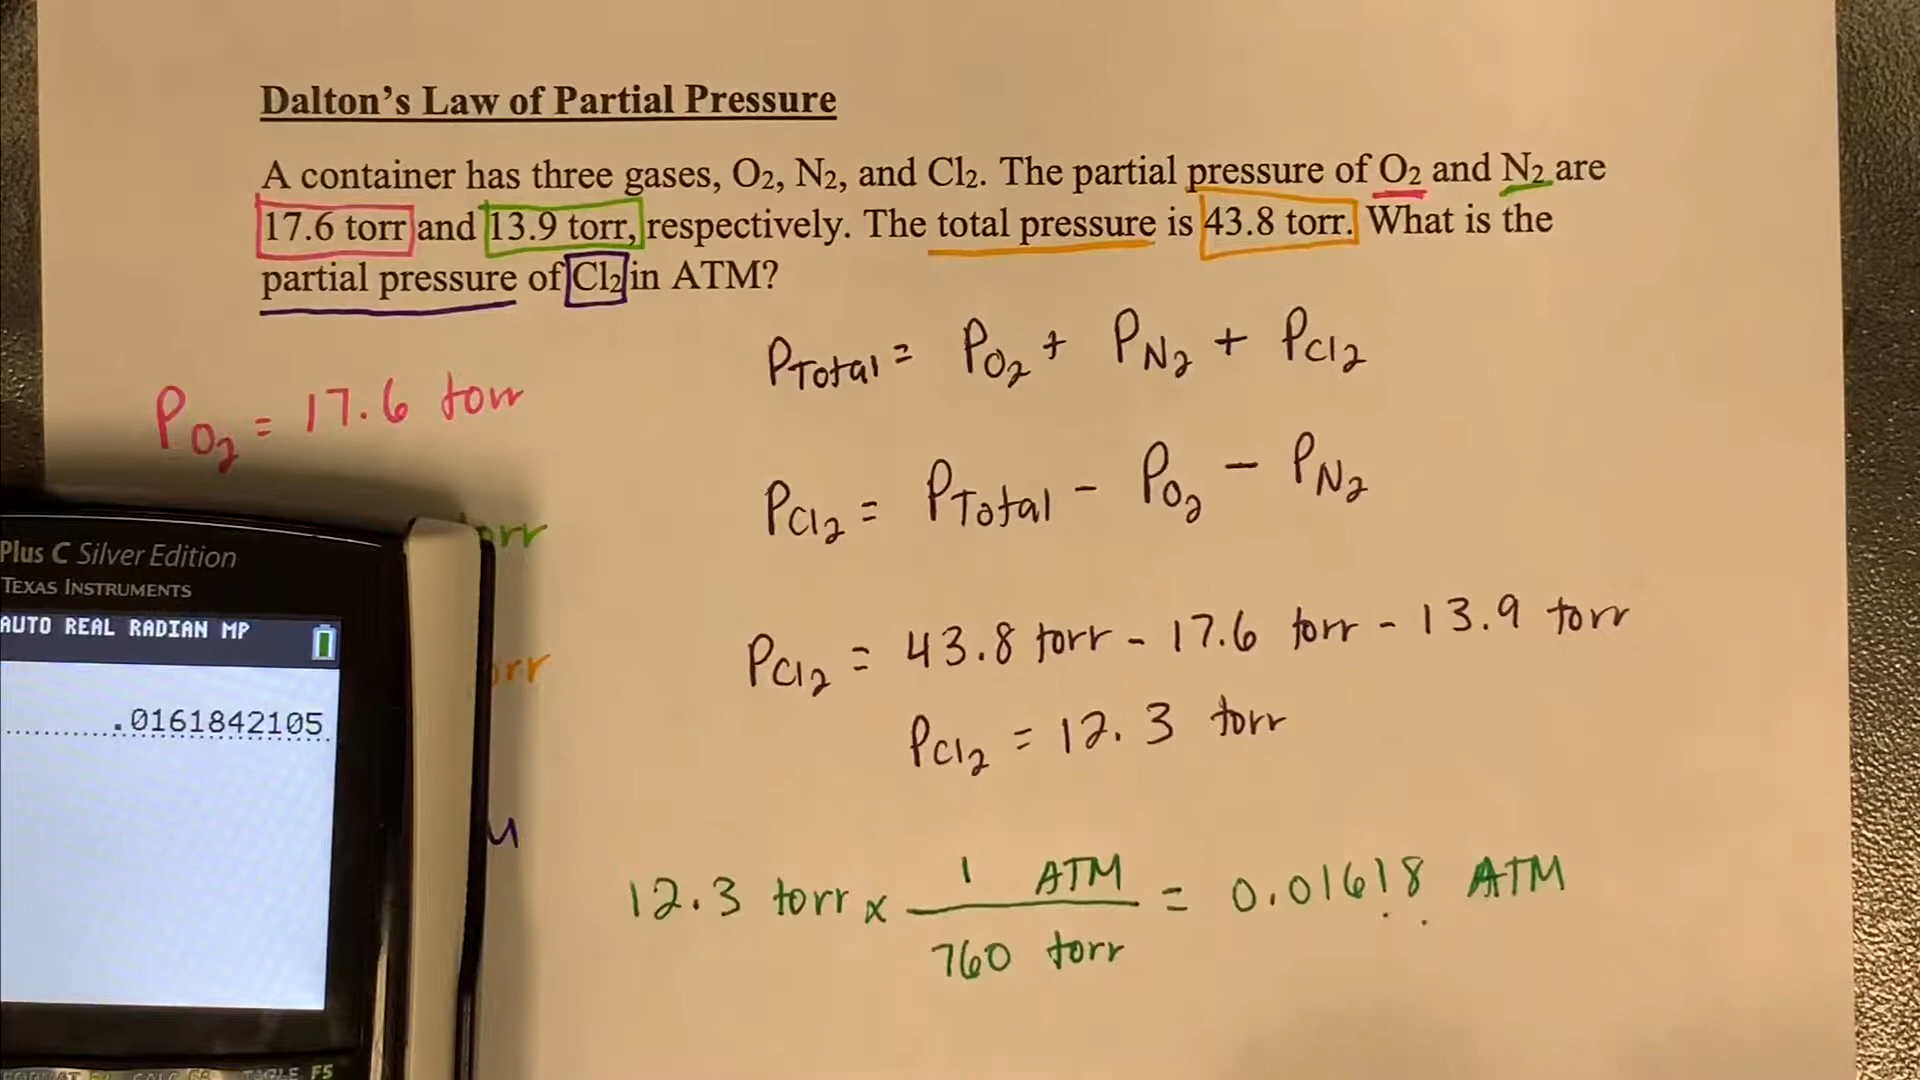 Dalton's Law of Partial Pressure
A container has three gases, O2, N2, and Cl2. The partial pressure of O2 and N2 are
17.6 torr and 13.9 torr, respectively. The total pressure is 43.8 torr. What is the
partial pressure of Cl2 in ATM?
PTotal = PO2 + PN2 + PCl2
PO2 = 17.6 torr
PCl2 = PTotal - PO2 - PN2
orr
Plus C Silver Edition
TEXAS INSTRUMENTS
AUTO REAL RADIAN MP
PCl2 = 43.8 torr - 17.6 torr - 13.9 torr
orr
.0161842105
PCl2 = 12.3 torr
12.3 torr x 1 ATM / 760 torr = 0.01618 ATM
F5